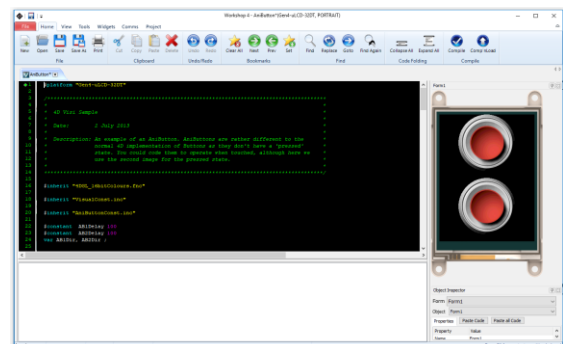 Workshop 4 - AniButton*(Gen4-uLCD-32DT, PORTRAIT)
File Home View Tools Widgets Comms Project
New Open Save Save As Print Cut Copy Paste Delete Undo Redo Clear All Next Prev Set Find Replace Goto Find Again Collapse All Expand All Compile Comp'nLoad
File Clipboard Undo/Redo Bookmarks Find Code Folding Compile
AniButton*
1 #platform "Gen4-uLCD-32DT"
4D Visi Sample
Date: 2 July 2013
Description: An example of an AniButton. AniButtons are rather different to the
normal 4D implementation of Buttons as they don't have a 'pressed'
state. You could code them to operate when touched, although here we
use the second image for the pressed state.
#inherit "4DGL_16bitColours.fnc"
#inherit "VisualConst.inc"
#inherit "AniButtonConst.inc"
#constant AB1Delay
#constant AB2Delay
var AB1Dir, AB2Dir ;
Form1
Object Inspector
Form Form1
Object Form1
Properties Paste Code Paste all Code
Property Value
Name Form1